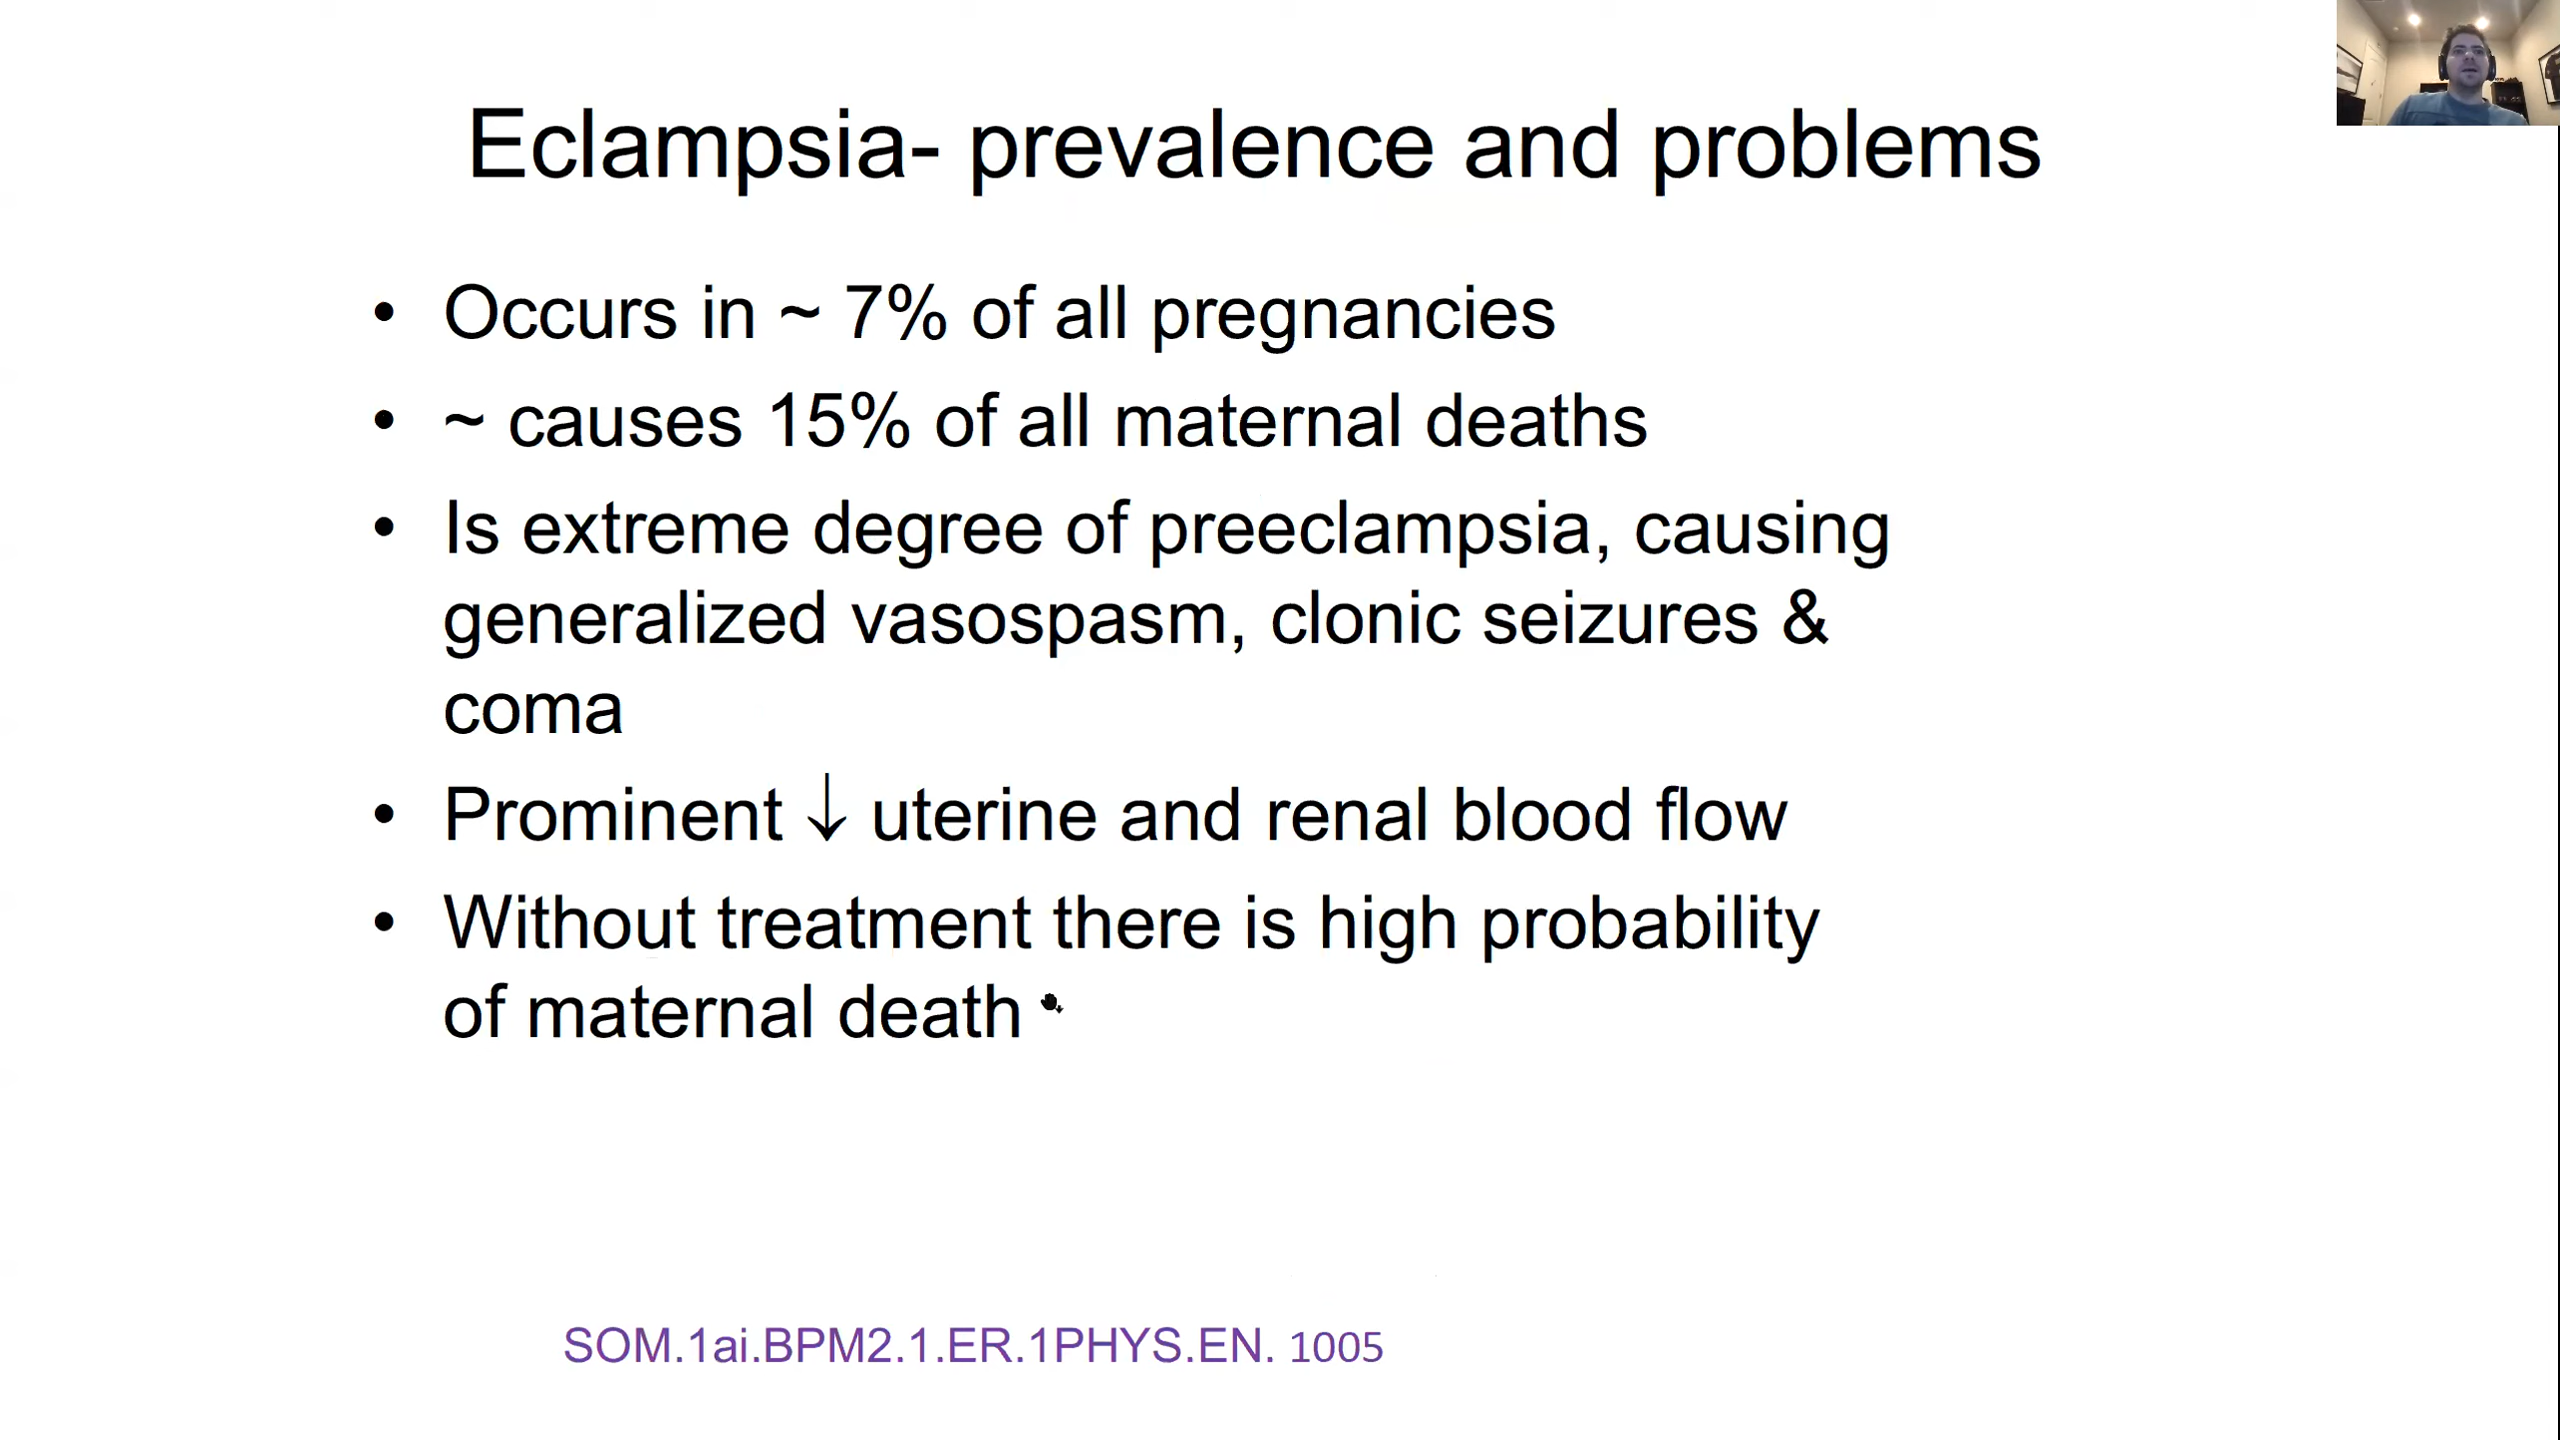 Eclampsia- prevalence and problems
• Occurs in ~ 7% of all pregnancies
• ~ causes 15% of all maternal deaths
• Is extreme degree of preeclampsia, causing
generalized vasospasm, clonic seizures &
coma
• Prominent ↓ uterine and renal blood flow
• Without treatment there is high probability
of maternal death
SOM.1ai.BPM2.1.ER.1PHYS.EN. 1005